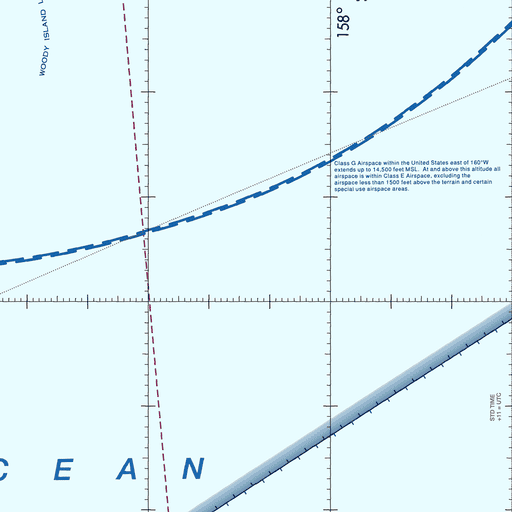 WOODY ISLAND
158°
Class G Airspace within the United States east of 160°W
extends up to 14,500 feet MSL. At and above this altitude all
airspace is within Class E Airspace, excluding the
airspace less than 1500 feet above the terrain and certain
special use airspace areas.
STD TIME
+11 = UTC
C E A N